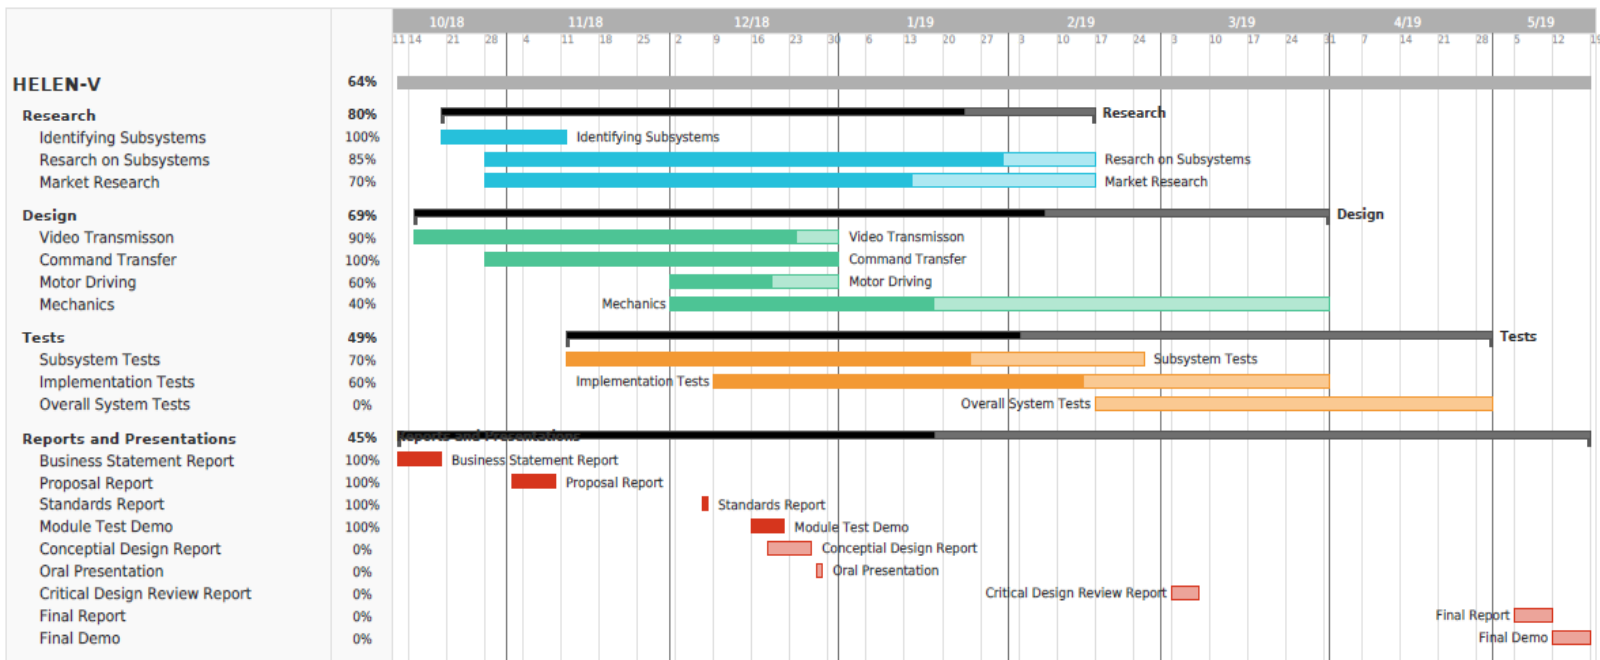 10/18 11/18 12/18 1/19 2/19 3/19 4/19 5/19
11 14 21 28 4 11 18 25 2 9 16 23 30 6 13 20 27 3 10 17 24 3 10 17 24 31 7 14 21 28 5 12 19
HELEN-V 64%
Research 80% Research
Identifying Subsystems 100% Identifying Subsystems
Resarch on Subsystems 85% Resarch on Subsystems
Market Research 70% Market Research
Design 69% Design
Video Transmisson 90% Video Transmisson
Command Transfer 100% Command Transfer
Motor Driving 60% Motor Driving
Mechanics 40% Mechanics
Tests 49% Tests
Subsystem Tests 70% Subsystem Tests
Implementation Tests 60% Implementation Tests
Overall System Tests 0% Overall System Tests
Reports and Presentations 45% Reports and Presentations
Business Statement Report 100% Business Statement Report
Proposal Report 100% Proposal Report
Standards Report 100% Standards Report
Module Test Demo 100% Module Test Demo
Conceptial Design Report 0% Conceptial Design Report
Oral Presentation 0% Oral Presentation
Critical Design Review Report 0% Critical Design Review Report
Final Report 0% Final Report
Final Demo 0% Final Demo